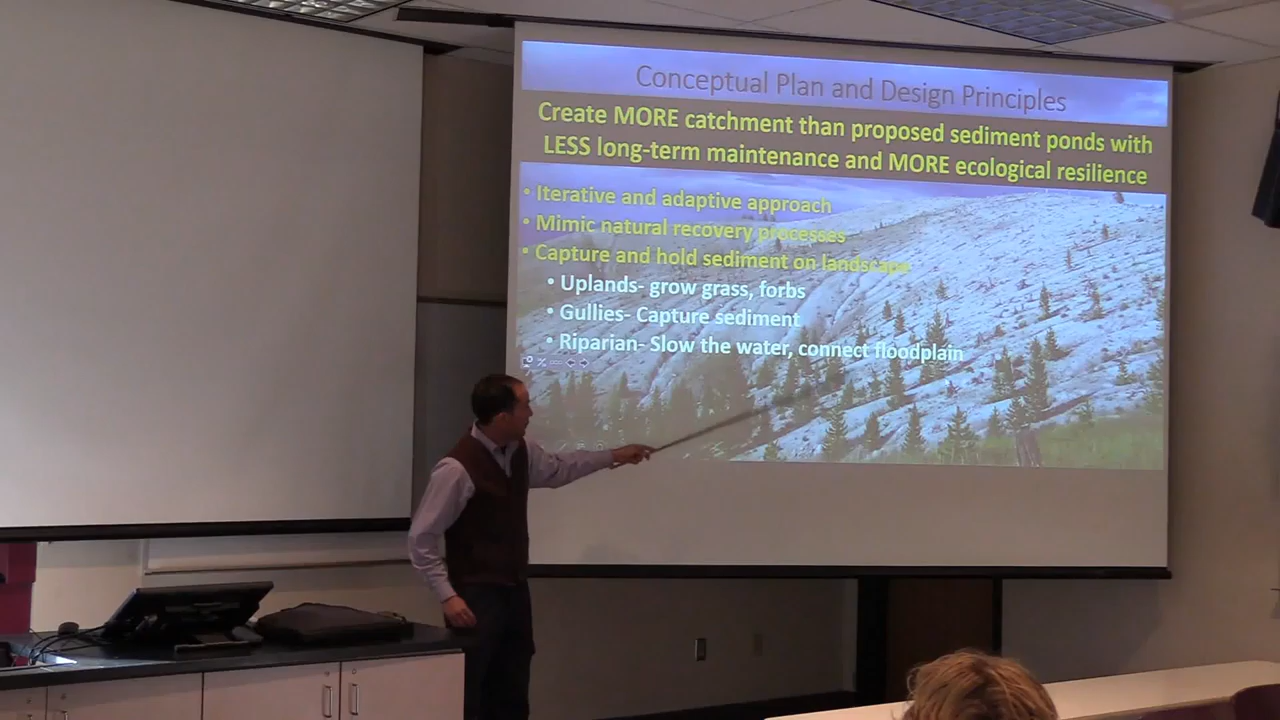 Conceptual Plan and Design Principles
Create MORE catchment than proposed sediment ponds with
LESS long-term maintenance and MORE ecological resilience
• Iterative and adaptive approach
• Mimic natural recovery processes
• Capture and hold sediment on landscape
• Uplands- grow grass, forbs
• Gullies- Capture sediment
• Riparian- Slow the water, connect floodplain